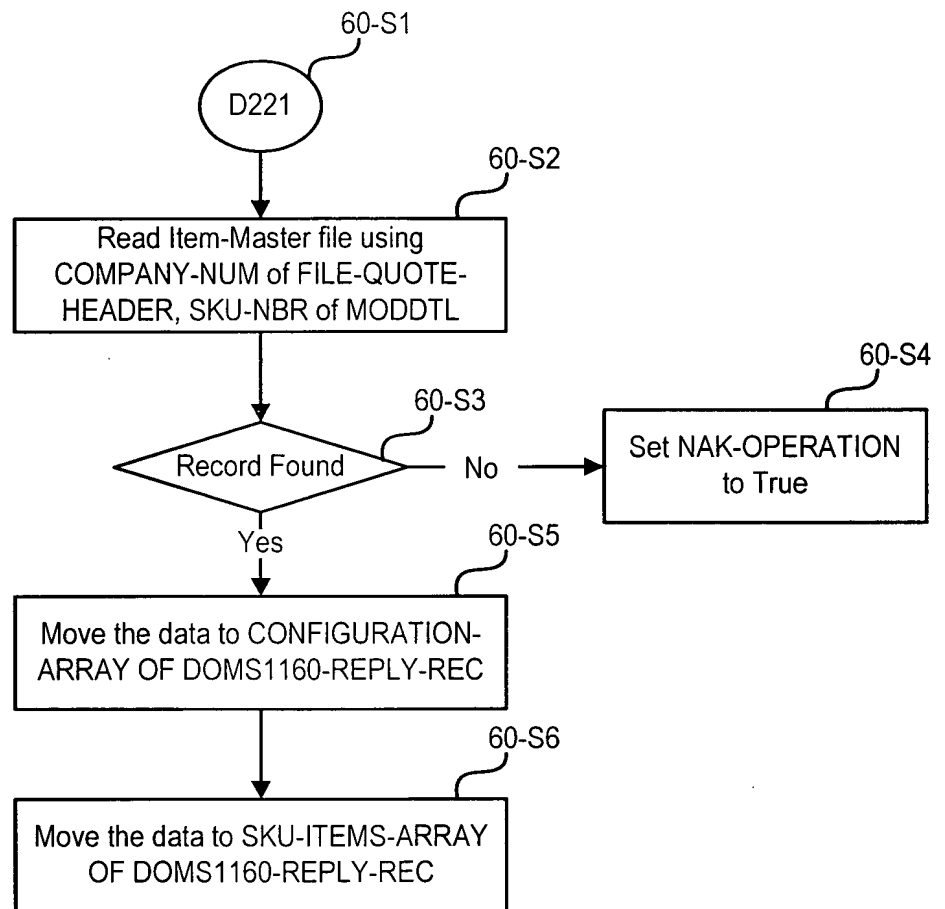 60-S1
D221
60-S2
Read Item-Master file using
COMPANY-NUM of FILE-QUOTE-
HEADER, SKU-NBR of MODDTL
60-S3
Record Found
No
60-S4
Set NAK-OPERATION
to True
Yes
60-S5
Move the data to CONFIGURATION-
ARRAY OF DOMS1160-REPLY-REC
60-S6
Move the data to SKU-ITEMS-ARRAY
OF DOMS1160-REPLY-REC